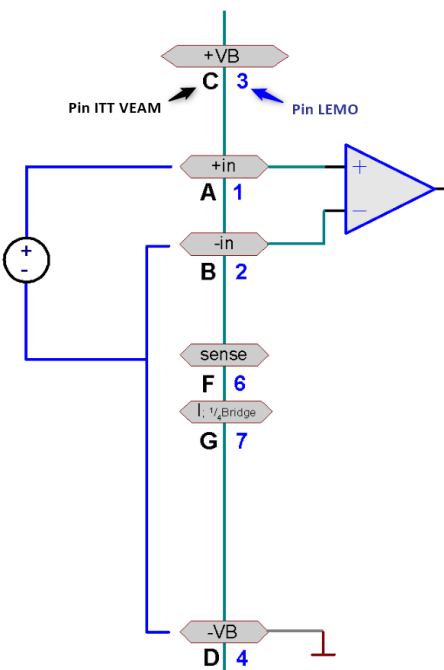 +VB
C 3
Pin ITT VEAM
Pin LEMO
+in
A 1
+
-
+
−
-in
B 2
sense
F 6
I; 1/4Bridge
G 7
-VB
D 4